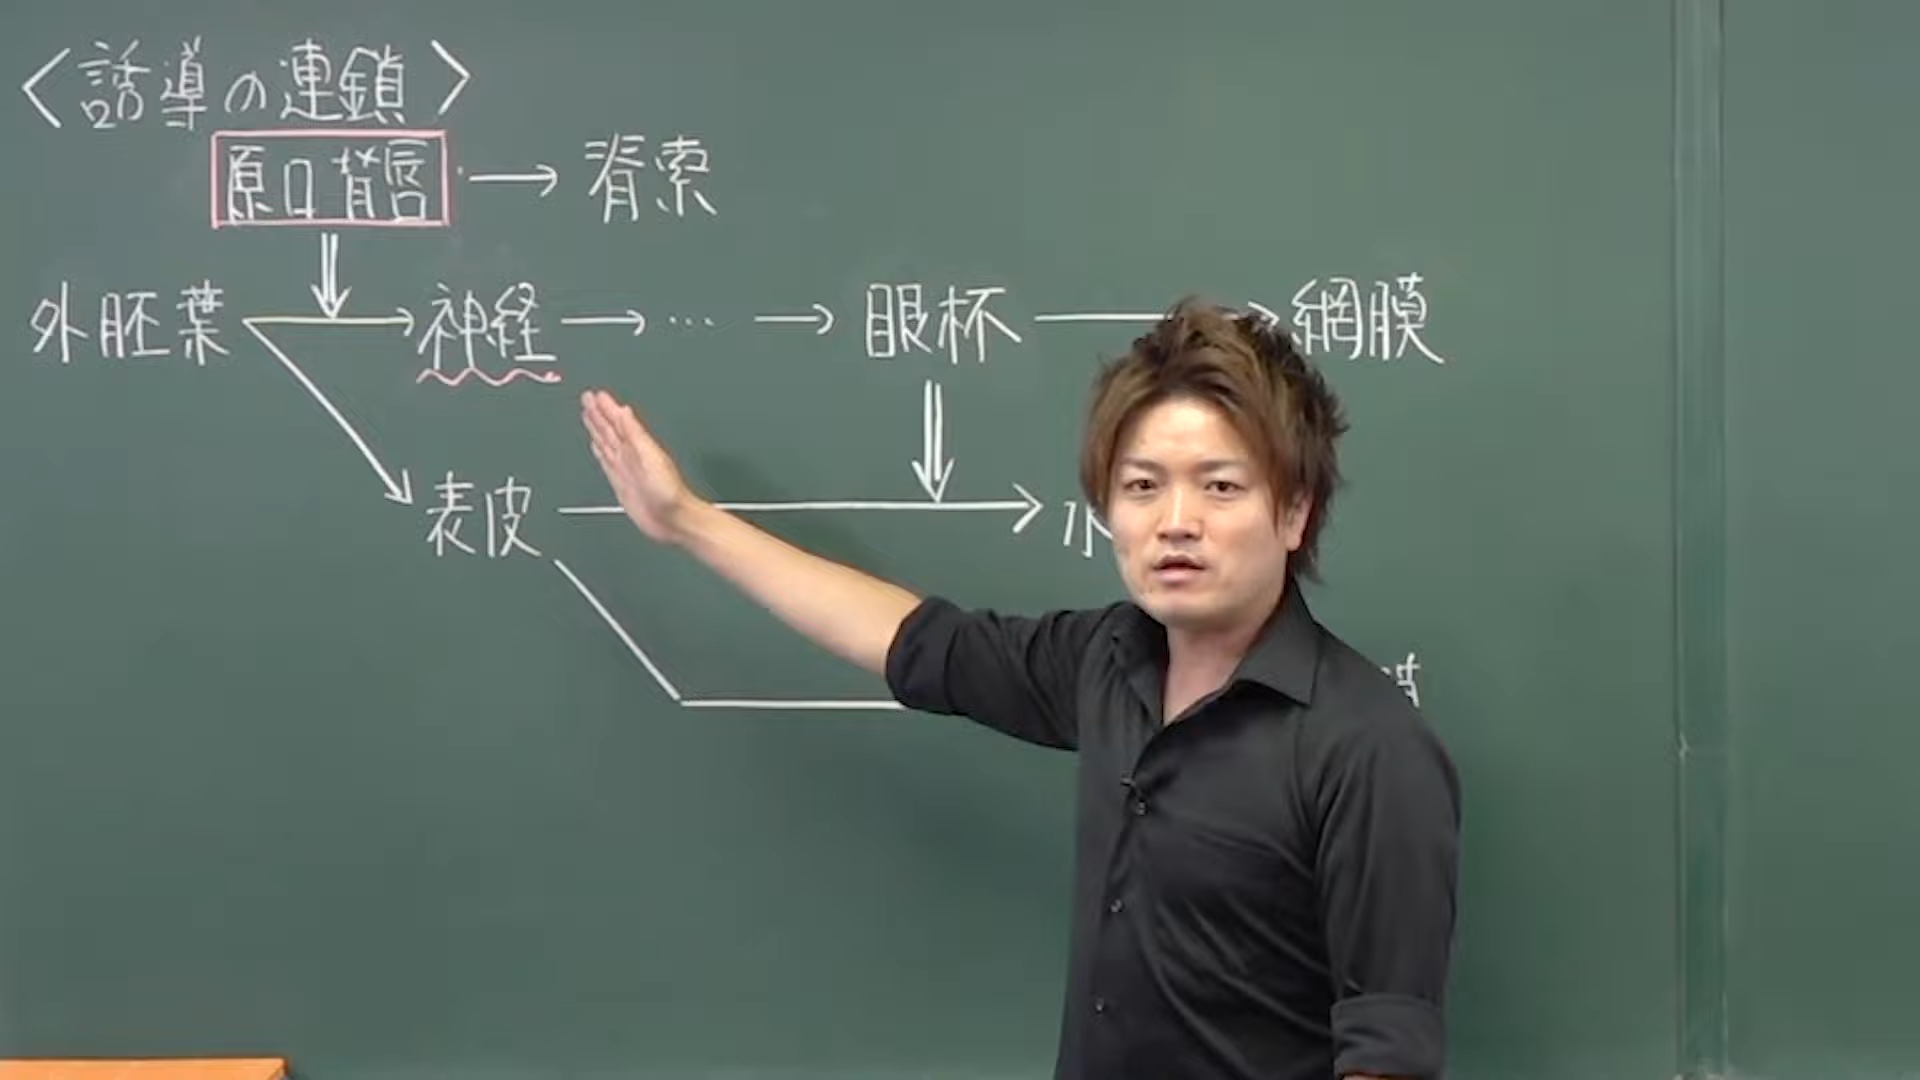 <誘導の連鎖>
原口背唇 → 脊索
外胚葉 → 神経 → … → 眼杯 → 網膜
表皮 → 水